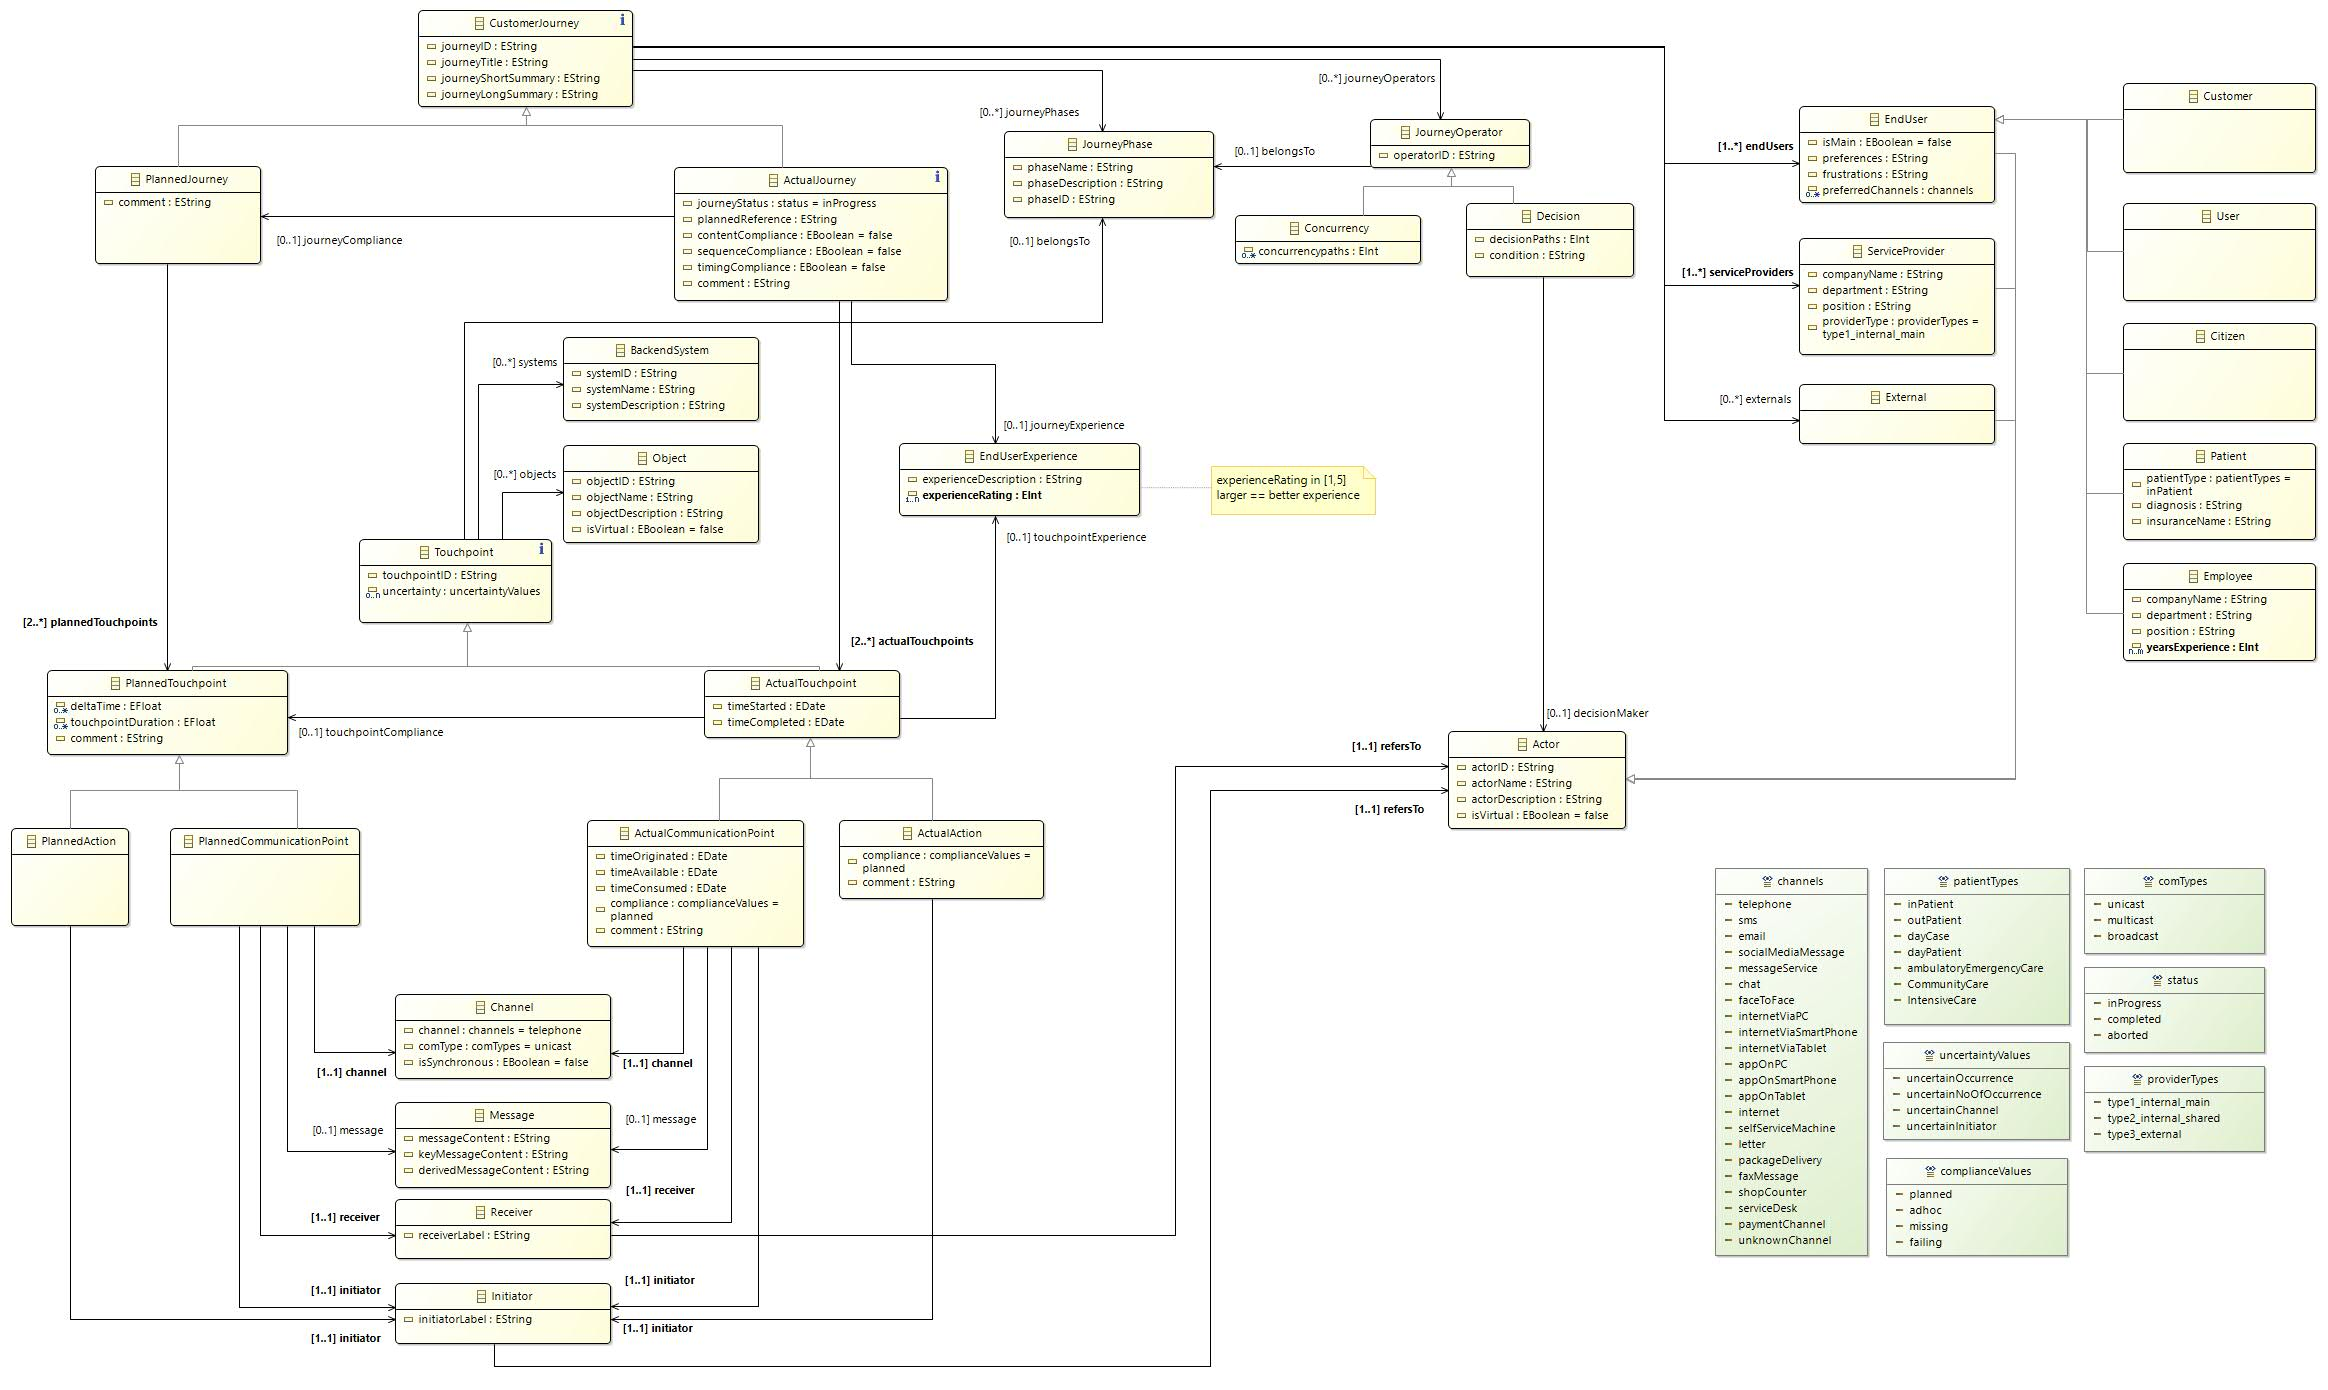 CustomerJourney
journeyID : EString
journeyTitle : EString
journeyShortSummary : EString
journeyLongSummary : EString
[0..*] journeyOperators
[0..*] journeyPhases
JourneyPhase
phaseName : EString
phaseDescription : EString
phaseID : EString
[0..1] belongsTo
JourneyOperator
operatorID : EString
[1..*] endUsers
EndUser
isMain : EBoolean = false
preferences : EString
frustrations : EString
0..*
preferredChannels : channels
Customer
User
PlannedJourney
comment : EString
[0..1] journeyCompliance
ActualJourney
journeyStatus : status = inProgress
plannedReference : EString
contentCompliance : EBoolean = false
sequenceCompliance : EBoolean = false
timingCompliance : EBoolean = false
comment : EString
[0..1] belongsTo
Concurrency
0..*
concurrencypaths : EInt
Decision
decisionPaths : EInt
condition : EString
[1..*] serviceProviders
ServiceProvider
companyName : EString
department : EString
position : EString
providerType : providerTypes =
type1_internal_main
Citizen
[0..*] systems
BackendSystem
systemID : EString
systemName : EString
systemDescription : EString
[0..*] externals
External
[0..*] objects
Object
objectID : EString
objectName : EString
objectDescription : EString
isVirtual : EBoolean = false
[0..1] journeyExperience
EndUserExperience
experienceDescription : EString
1..n
experienceRating : EInt
experienceRating in [1,5]
larger == better experience
[0..1] touchpointExperience
Patient
patientType : patientTypes =
inPatient
diagnosis : EString
insuranceName : EString
Touchpoint
touchpointID : EString
0..n
uncertainty : uncertaintyValues
Employee
companyName : EString
department : EString
position : EString
n..m
yearsExperience : EInt
[2..*] plannedTouchpoints
[2..*] actualTouchpoints
PlannedTouchpoint
0..*
deltaTime : EFloat
0..*
touchpointDuration : EFloat
comment : EString
[0..1] touchpointCompliance
ActualTouchpoint
timeStarted : EDate
timeCompleted : EDate
[0..1] decisionMaker
[1..1] refersTo
[1..1] refersTo
Actor
actorID : EString
actorName : EString
actorDescription : EString
isVirtual : EBoolean = false
PlannedAction
PlannedCommunicationPoint
ActualCommunicationPoint
timeOriginated : EDate
timeAvailable : EDate
timeConsumed : EDate
compliance : complianceValues =
planned
comment : EString
ActualAction
compliance : complianceValues =
planned
comment : EString
Channel
channel : channels = telephone
comType : comTypes = unicast
isSynchronous : EBoolean = false
[1..1] channel
[1..1] channel
Message
messageContent : EString
keyMessageContent : EString
derivedMessageContent : EString
[0..1] message
[0..1] message
Receiver
receiverLabel : EString
[1..1] receiver
[1..1] receiver
Initiator
initiatorLabel : EString
[1..1] initiator
[1..1] initiator
[1..1] initiator
[1..1] initiator
channels
telephone
sms
email
socialMediaMessage
messageService
chat
faceToFace
internetViaPC
internetViaSmartPhone
internetViaTablet
appOnPC
appOnSmartPhone
appOnTablet
internet
selfServiceMachine
letter
packageDelivery
faxMessage
shopCounter
serviceDesk
paymentChannel
unknownChannel
patientTypes
inPatient
outPatient
dayCase
dayPatient
ambulatoryEmergencyCare
CommunityCare
IntensiveCare
uncertaintyValues
uncertainOccurrence
uncertainNoOfOccurrence
uncertainChannel
uncertainInitiator
complianceValues
planned
adhoc
missing
failing
comTypes
unicast
multicast
broadcast
status
inProgress
completed
aborted
providerTypes
type1_internal_main
type2_internal_shared
type3_external